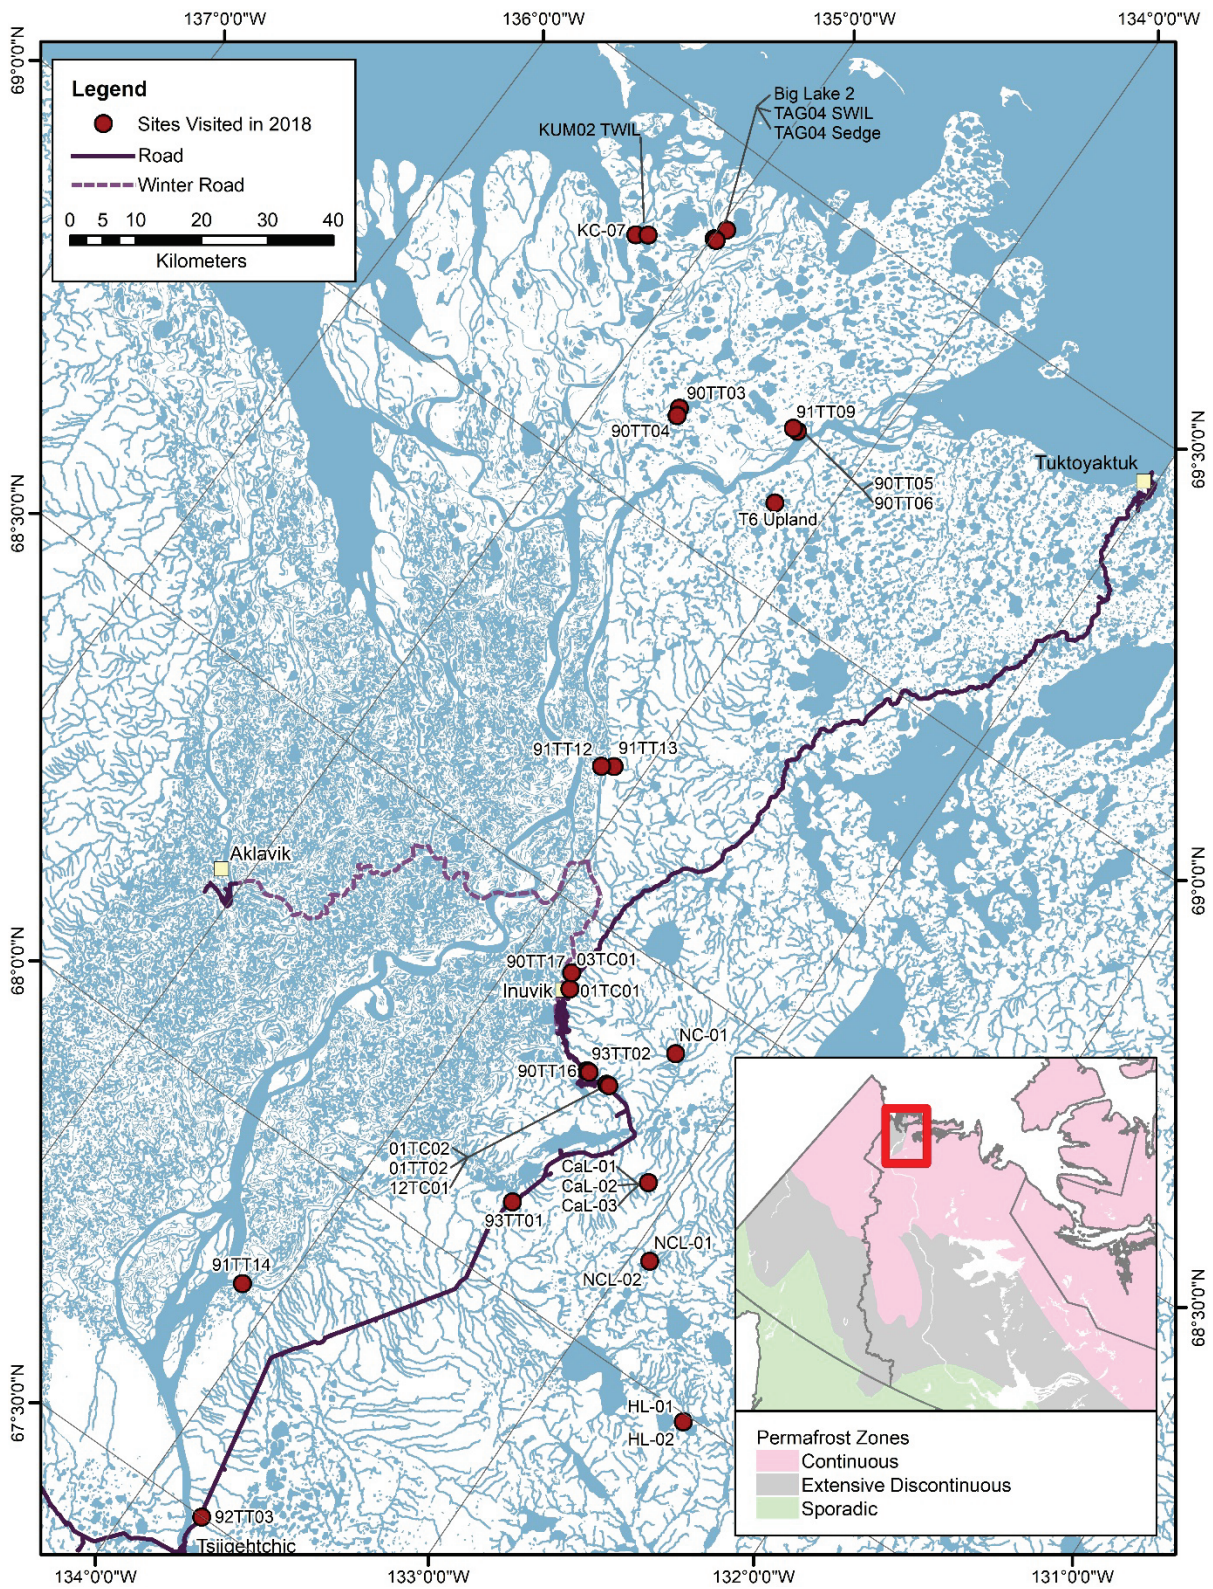 137°0'0"W
136°0'0"W
135°0'0"W
134°0'0"W
69°0'0"N
Legend
Sites Visited in 2018
Road
Winter Road
0 5 10 20 30 40
Kilometers
Big Lake 2
TAG04 SWIL
TAG04 Sedge
KUM02 TWIL
KC-07
90TT03
90TT04
91TT09
90TT05
90TT06
T6 Upland
Tuktoyaktuk
69°30'0"N
68°30'0"N
91TT12
91TT13
Aklavik
69°0'0"N
68°0'0"N
90TT17
03TC01
Inuvik
01TC01
NC-01
93TT02
90TT16
01TC02
01TT02
12TC01
CaL-01
CaL-02
CaL-03
93TT01
NCL-01
NCL-02
91TT14
68°30'0"N
67°30'0"N
HL-01
HL-02
92TT03
Tsiigehtchic
Permafrost Zones
Continuous
Extensive Discontinuous
Sporadic
134°0'0"W
133°0'0"W
132°0'0"W
131°0'0"W